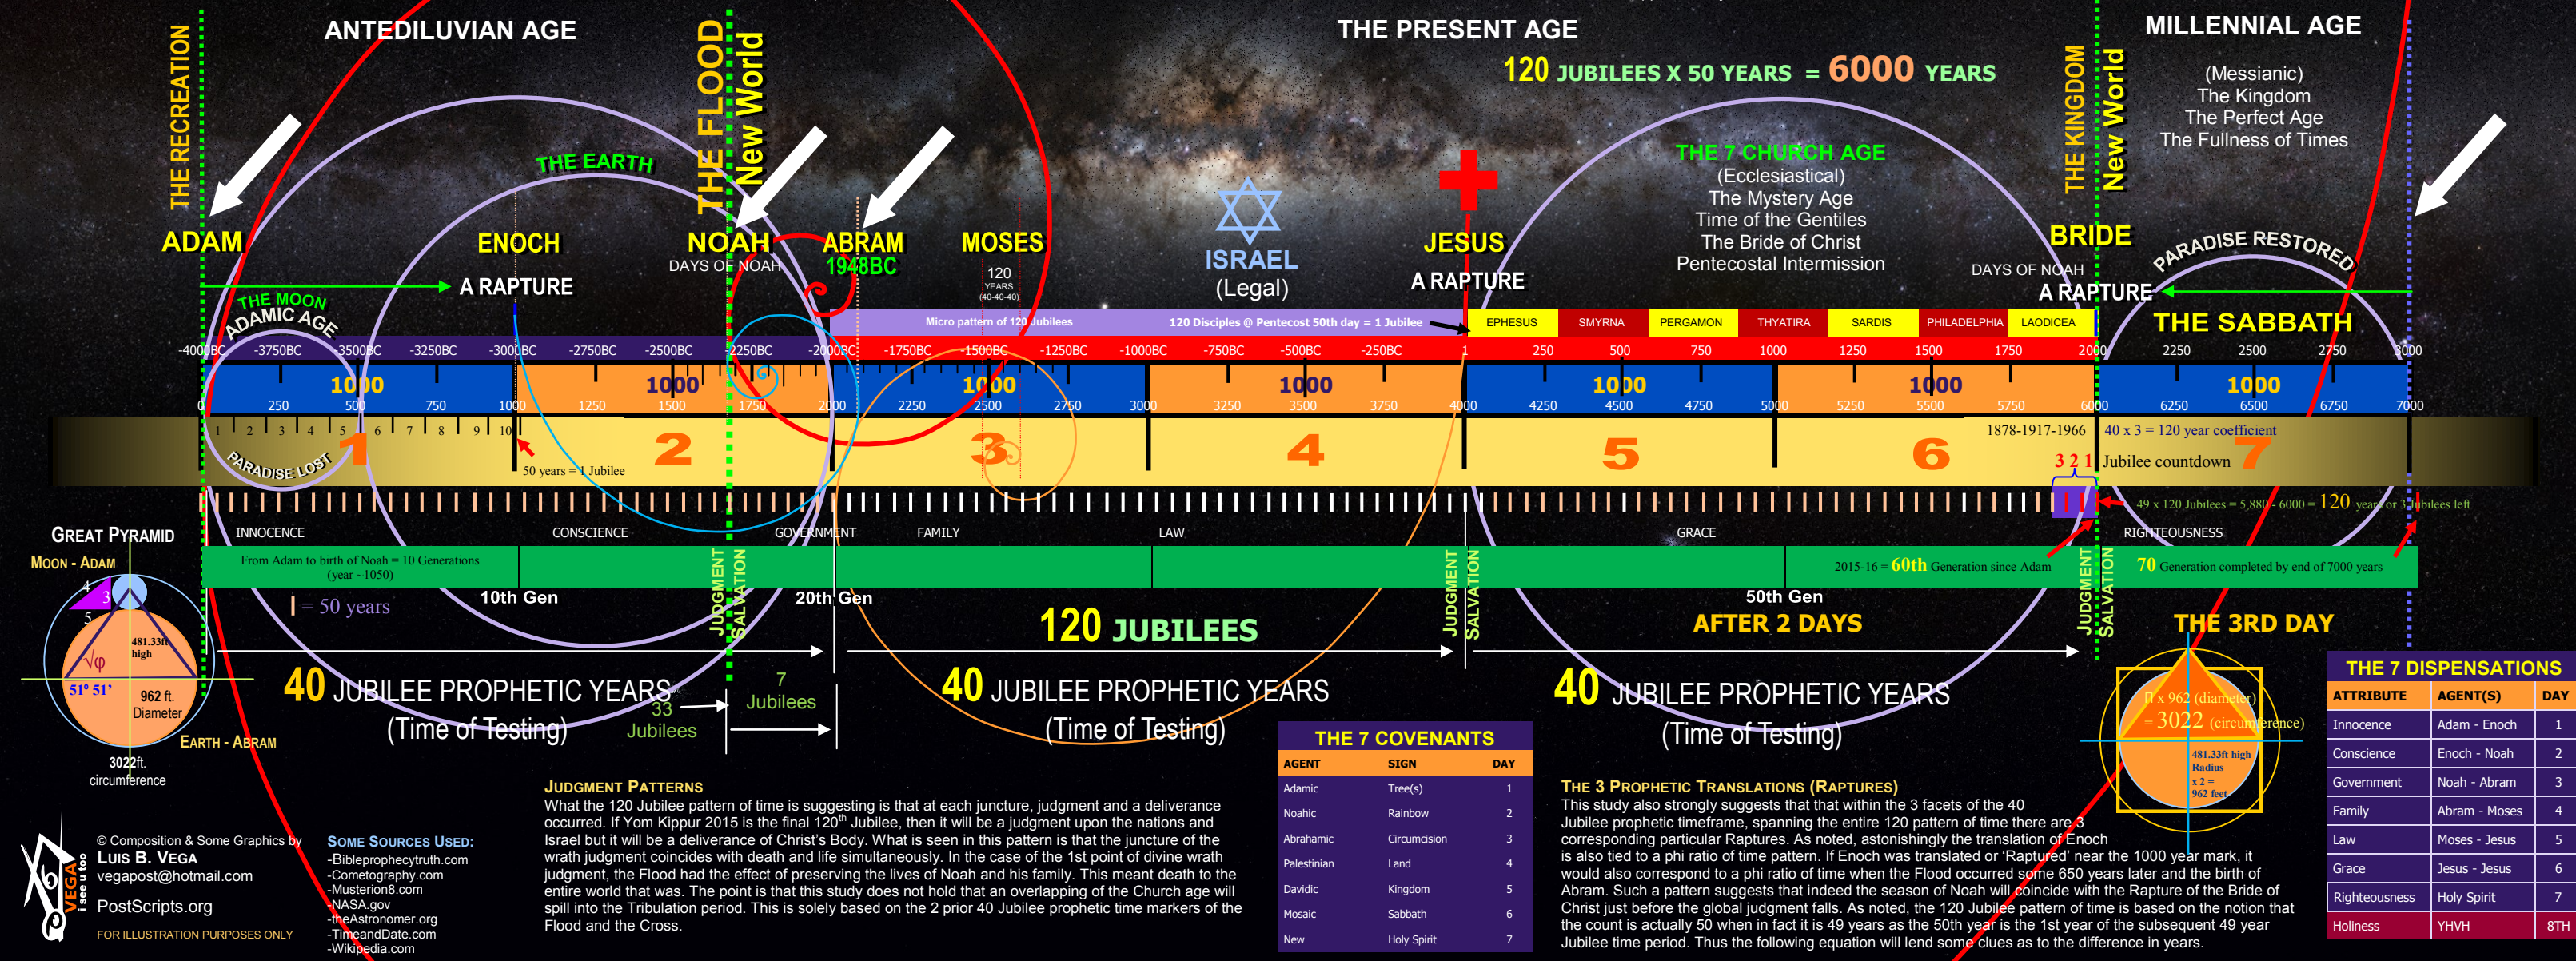 ANTEDILUVIAN AGE
THE PRESENT AGE
MILLENNIAL AGE
120 JUBILEES X 50 YEARS = 6000 YEARS
(Messianic)
The Kingdom
The Perfect Age
The Fullness of Times
THE RECREATION
THE FLOOD
New World
THE KINGDOM
New World
THE EARTH
THE 7 CHURCH AGE
(Ecclesiastical)
The Mystery Age
Time of the Gentiles
The Bride of Christ
Pentecostal Intermission
ADAM
ENOCH
A RAPTURE
NOAH
DAYS OF NOAH
ABRAM
1948BC
MOSES
120
YEARS
(40-40-40)
ISRAEL
(Legal)
JESUS
A RAPTURE
BRIDE
DAYS OF NOAH
A RAPTURE
PARADISE RESTORED
THE SABBATH
THE MOON
ADAMIC AGE
Micro pattern of 120 Jubilees
120 Disciples @ Pentecost 50th day = 1 Jubilee
EPHESUS SMYRNA PERGAMON THYATIRA SARDIS PHILADELPHIA LAODICEA
-4000BC -3750BC -3500BC -3250BC -3000BC -2750BC -2500BC -2250BC -2000BC -1750BC -1500BC -1250BC -1000BC -750BC -500BC -250BC 1 250 500 750 1000 1250 1500 1750 2000 2250 2500 2750 3000
1000 1000 1000 1000 1000 1000 1000
0 250 500 750 1000 1250 1500 1750 2000 2250 2500 2750 3000 3250 3500 3750 4000 4250 4500 4750 5000 5250 5500 5750 6000 6250 6500 6750 7000
1 2 3 4 5 6 7 8 9 10
1 2 3 4 5 6 7
PARADISE LOST
50 years = 1 Jubilee
1878-1917-1966
40 x 3 = 120 year coefficient
3 2 1 Jubilee countdown
49 x 120 Jubilees = 5,880 - 6000 = 120 years or 3 Jubilees left
INNOCENCE CONSCIENCE GOVERNMENT FAMILY LAW GRACE RIGHTEOUSNESS
From Adam to birth of Noah = 10 Generations
(year ~1050)
2015-16 = 60th Generation since Adam
70 Generation completed by end of 7000 years
JUDGMENT
SALVATION
JUDGMENT
SALVATION
JUDGMENT
SALVATION
= 50 years
10th Gen
20th Gen
50th Gen
120 JUBILEES
AFTER 2 DAYS
THE 3RD DAY
40 JUBILEE PROPHETIC YEARS
(Time of Testing)
33
Jubilees
7
Jubilees
40 JUBILEE PROPHETIC YEARS
(Time of Testing)
40 JUBILEE PROPHETIC YEARS
(Time of Testing)
GREAT PYRAMID
MOON - ADAM
4
3
5
481.33ft
high
√φ
51º 51’
962 ft.
Diameter
EARTH - ABRAM
3022ft.
circumference
x 962 (diameter)
= 3022 (circumference)
481.33ft high
Radius
x 2 =
962 feet
© Composition & Some Graphics by
LUIS B. VEGA
vegapost@hotmail.com
PostScripts.org
FOR ILLUSTRATION PURPOSES ONLY
VEGA
i see u too
SOME SOURCES USED:
-Bibleprophecytruth.com
-Cometography.com
-Musterion8.com
-NASA.gov
-theAstronomer.org
-TimeandDate.com
-Wikipedia.com
JUDGMENT PATTERNS
What the 120 Jubilee pattern of time is suggesting is that at each juncture, judgment and a deliverance
occurred. If Yom Kippur 2015 is the final 120th Jubilee, then it will be a judgment upon the nations and
Israel but it will be a deliverance of Christ’s Body. What is seen in this pattern is that the juncture of the
wrath judgment coincides with death and life simultaneously. In the case of the 1st point of divine wrath
judgment, the Flood had the effect of preserving the lives of Noah and his family. This meant death to the
entire world that was. The point is that this study does not hold that an overlapping of the Church age will
spill into the Tribulation period. This is solely based on the 2 prior 40 Jubilee prophetic time markers of the
Flood and the Cross.
THE 7 COVENANTS
AGENT SIGN DAY
Adamic Tree(s) 1
Noahic Rainbow 2
Abrahamic Circumcision 3
Palestinian Land 4
Davidic Kingdom 5
Mosaic Sabbath 6
New Holy Spirit 7
THE 3 PROPHETIC TRANSLATIONS (RAPTURES)
This study also strongly suggests that that within the 3 facets of the 40
Jubilee prophetic timeframe, spanning the entire 120 pattern of time there are 3
corresponding particular Raptures. As noted, astonishingly the translation of Enoch
is also tied to a phi ratio of time pattern. If Enoch was translated or ‘Raptured’ near the 1000 year mark, it
would also correspond to a phi ratio of time when the Flood occurred some 650 years later and the birth of
Abram. Such a pattern suggests that indeed the season of Noah will coincide with the Rapture of the Bride of
Christ just before the global judgment falls. As noted, the 120 Jubilee pattern of time is based on the notion that
the count is actually 50 when in fact it is 49 years as the 50th year is the 1st year of the subsequent 49 year
Jubilee time period. Thus the following equation will lend some clues as to the difference in years.
THE 7 DISPENSATIONS
ATTRIBUTE AGENT(S) DAY
Innocence Adam - Enoch 1
Conscience Enoch - Noah 2
Government Noah - Abram 3
Family Abram - Moses 4
Law Moses - Jesus 5
Grace Jesus - Jesus 6
Righteousness Holy Spirit 7
Holiness YHVH 8TH